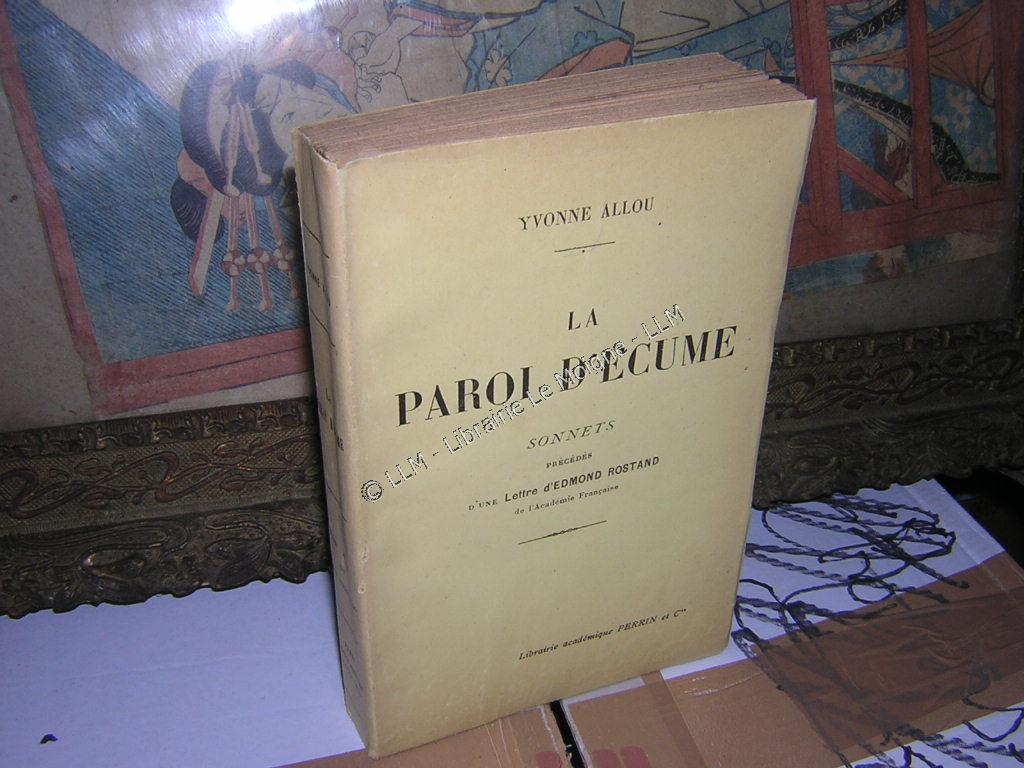 YVONNE ALLOU
LA
PAROI D'ÉCUME
SONNETS
PRÉCÉDÉS
D'UNE Lettre d'EDMOND ROSTAND
de l'Académie Française
Librairie académique PERRIN et Cie
© LLM - Librairie Le Moigne - LLM